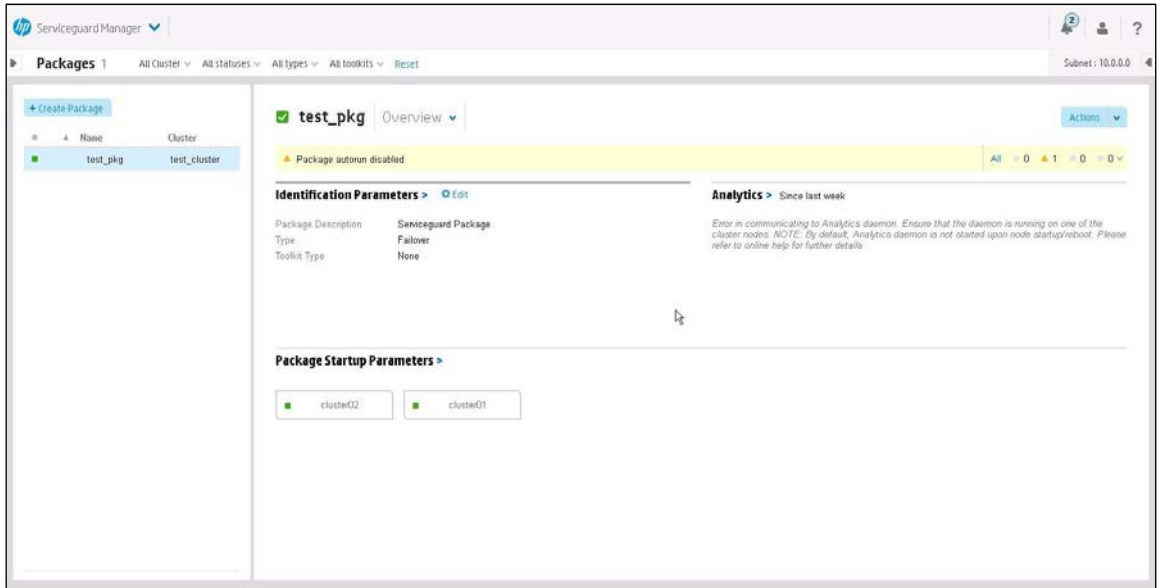 hp Serviceguard Manager 2 ?
Packages 1 All Cluster All statuses All types All toolkits Reset Subnet : 10.0.0.0
+ Create Package
Name Cluster
test_pkg test_cluster
test_pkg Overview Actions
Package autorun disabled All 0 1 0 0
Identification Parameters > Edit
Package Description Serviceguard Package
Type Failover
Toolkit Type None
Analytics > Since last week
Error in communicating to Analytics daemon. Ensure that the daemon is running on one of the
cluster nodes. NOTE: By default, Analytics daemon is not started upon node startup/reboot. Please
refer to online help for further details
Package Startup Parameters >
cluster02 cluster01